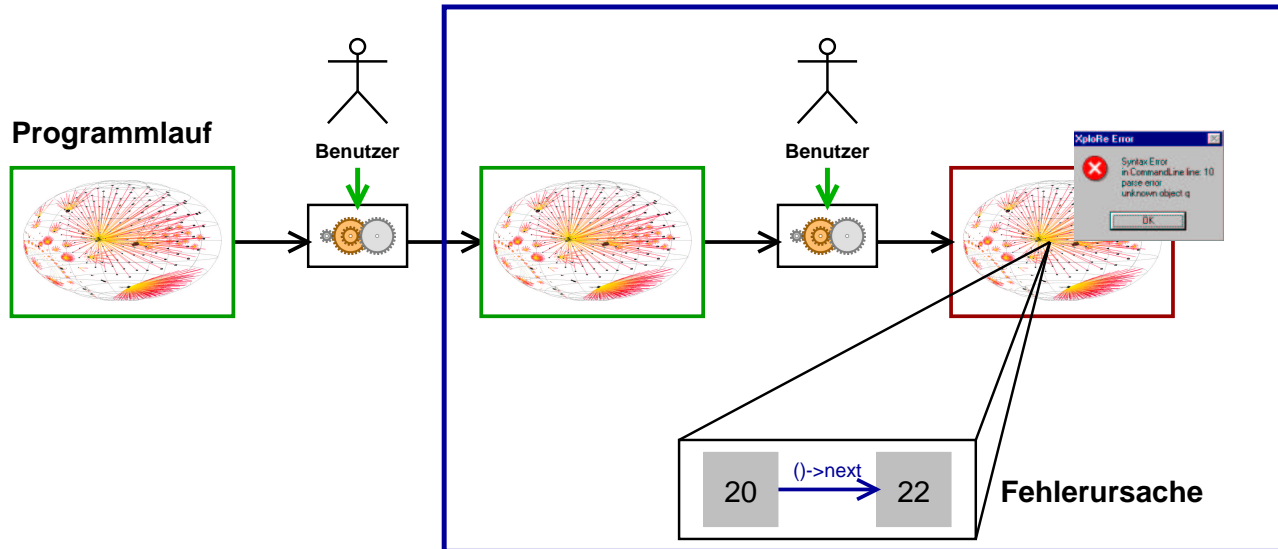 Programmlauf
Benutzer
Benutzer
XploRe Error
Syntax Error
in CommandLine line: 10
parse error
unknown object q
OK
20
()->next
22
Fehlerursache